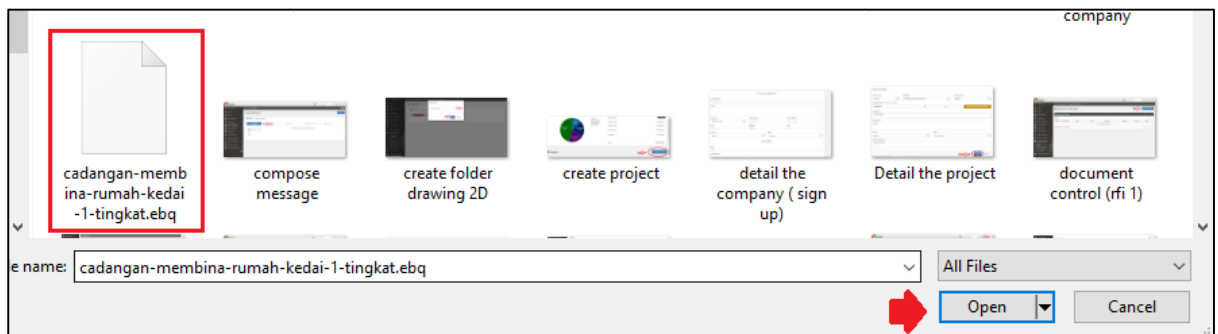 company
cadangan-memb
ina-rumah-kedai
-1-tingkat.ebq
compose
message
create folder
drawing 2D
create project
detail the
company ( sign
up)
Detail the project
document
control (rfi 1)
e name:
cadangan-membina-rumah-kedai-1-tingkat.ebq
All Files
Open
Cancel